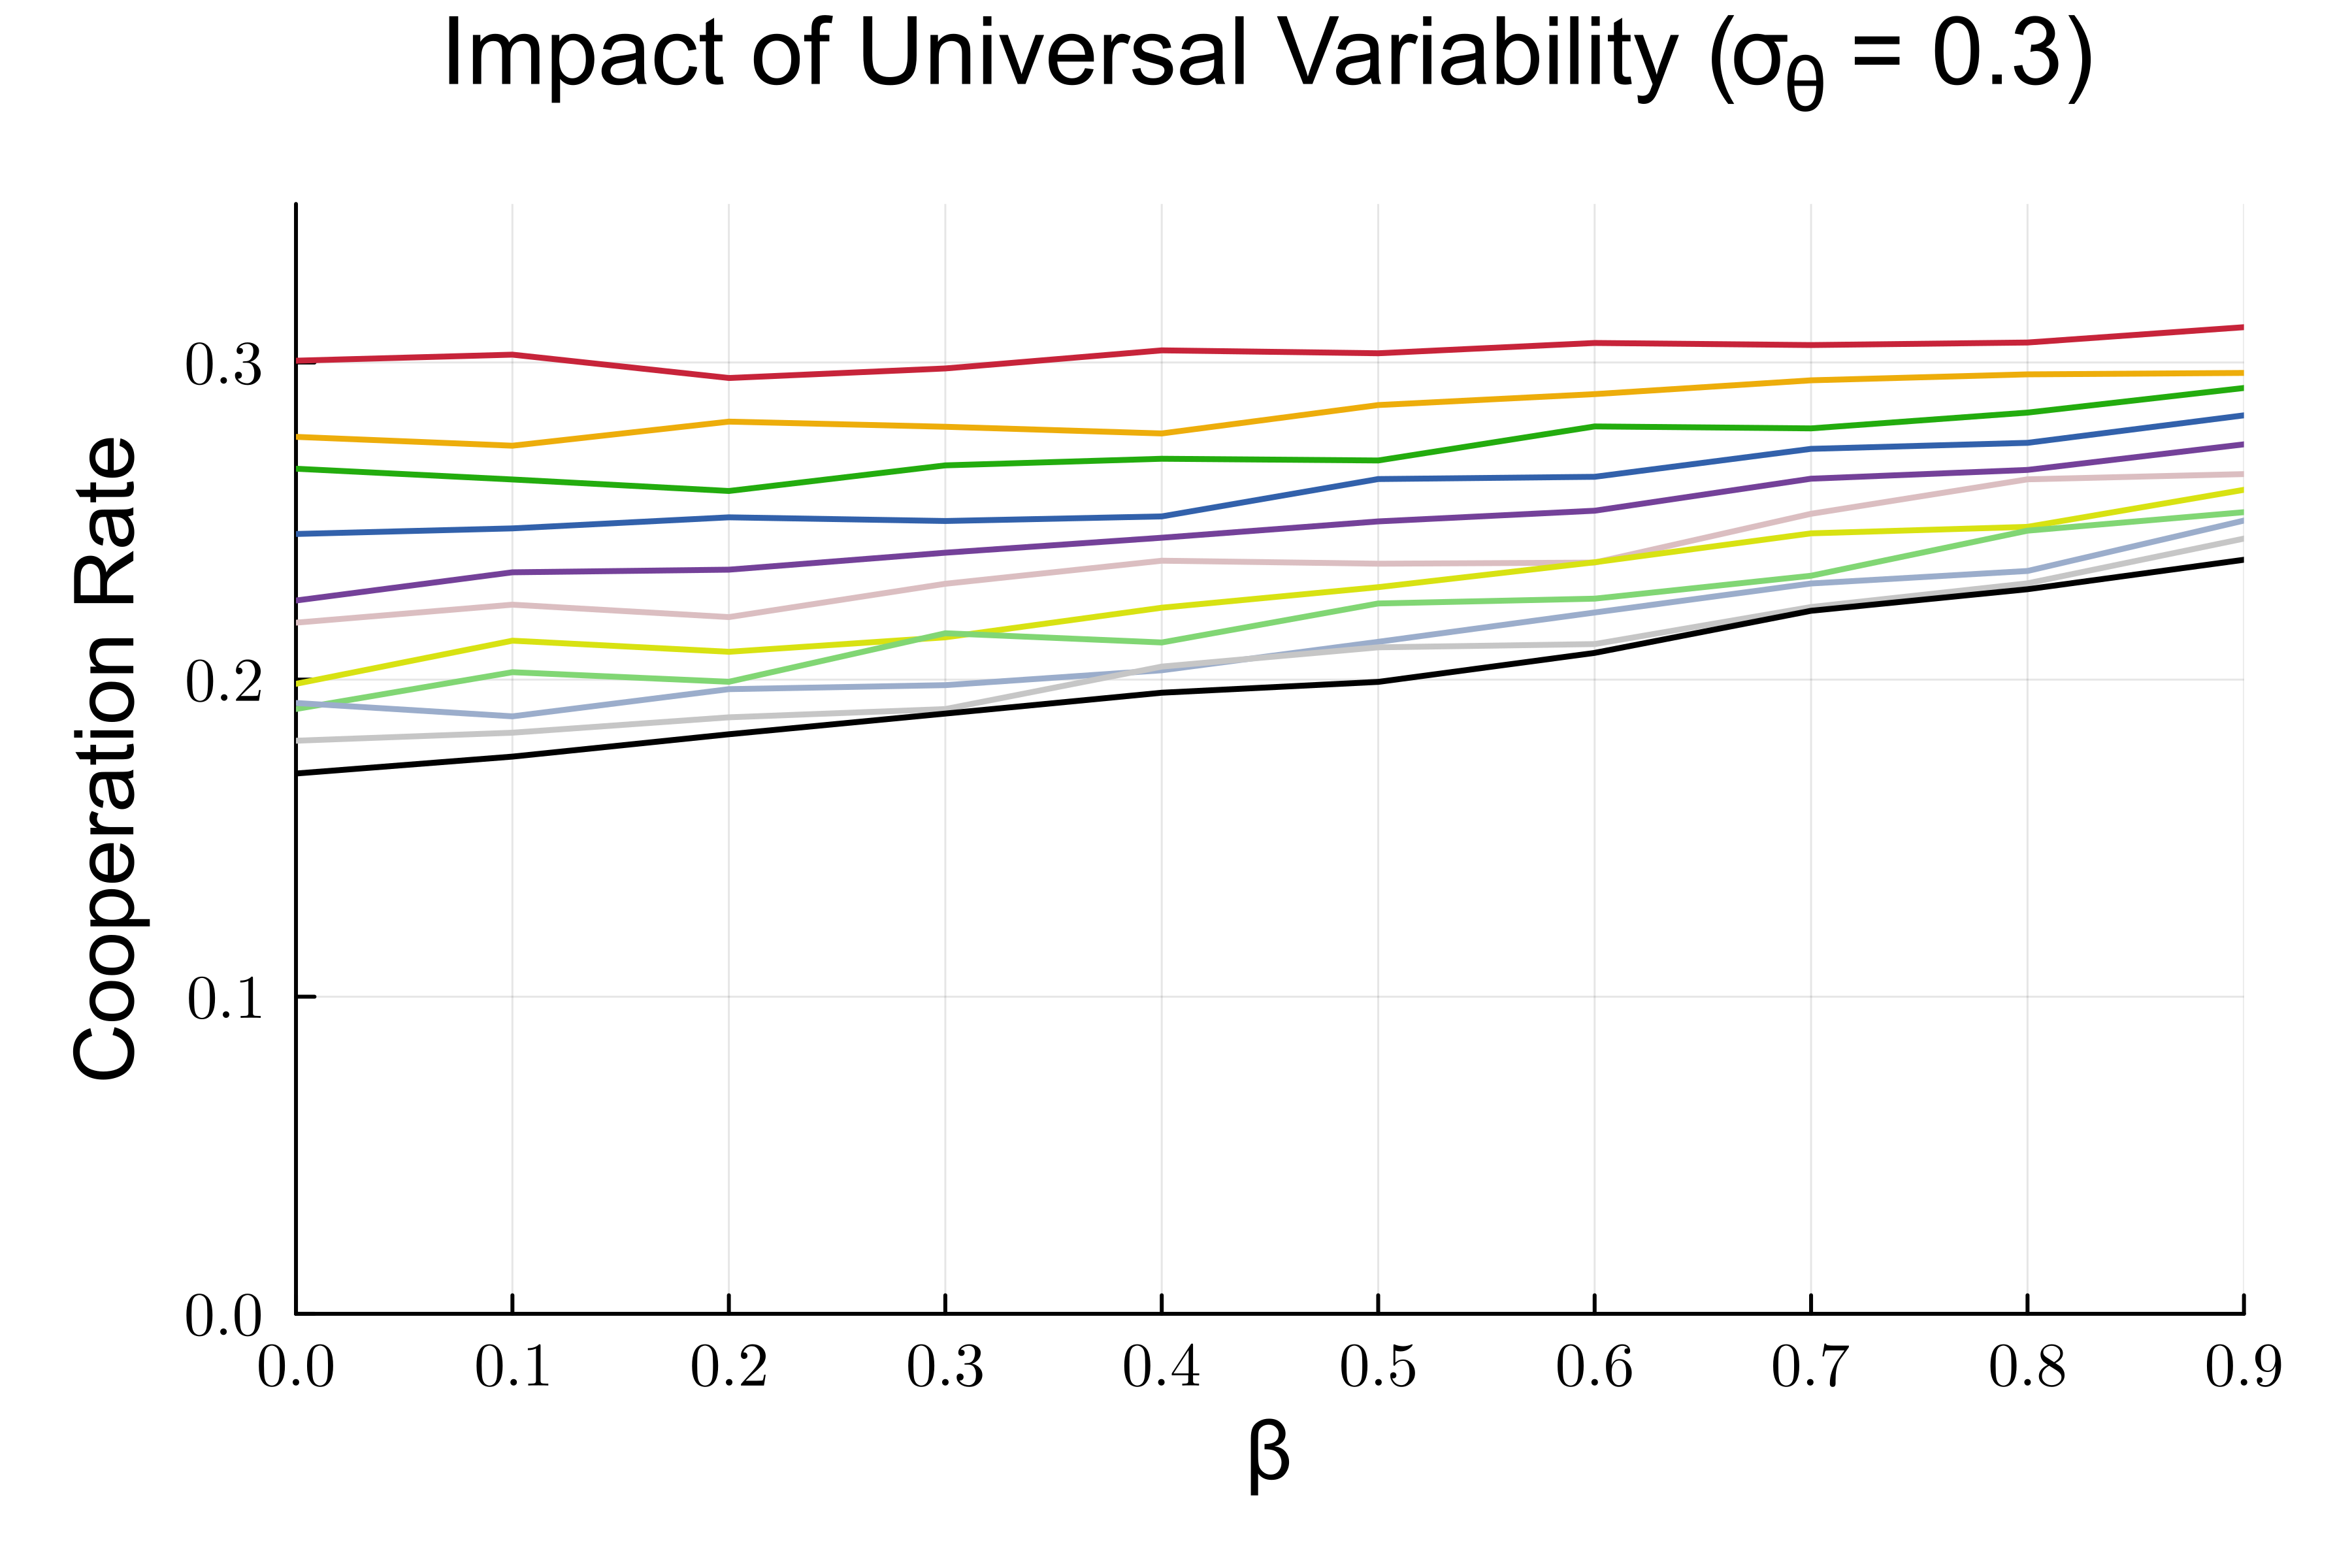 Impact of Universal Variability (σ_θ = 0.3)
Cooperation Rate
0.3
0.2
0.1
0.0
0.0 0.1 0.2 0.3 0.4 0.5 0.6 0.7 0.8 0.9
β